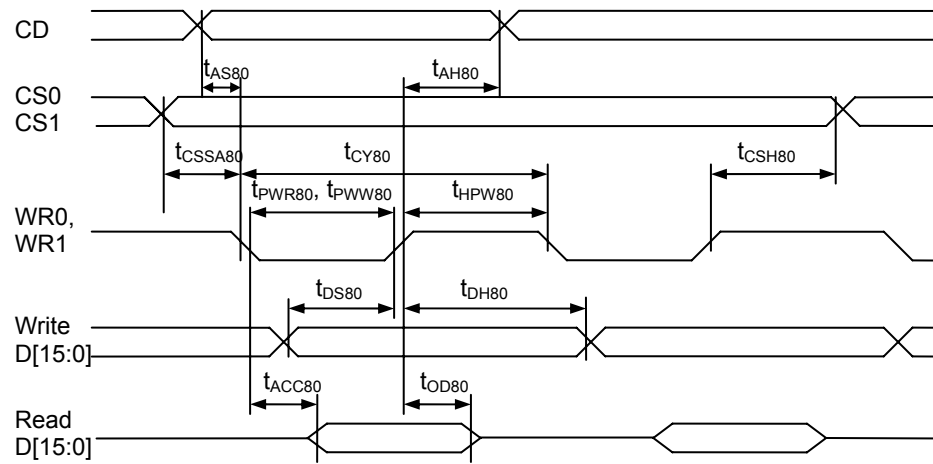 CD
tAS80 tAH80
CS0
CS1
tCSSA80 tCY80 tCSH80
tPWR80, tPWW80 tHPW80
WR0,
WR1
tDS80 tDH80
Write
D[15:0]
tACC80 tOD80
Read
D[15:0]